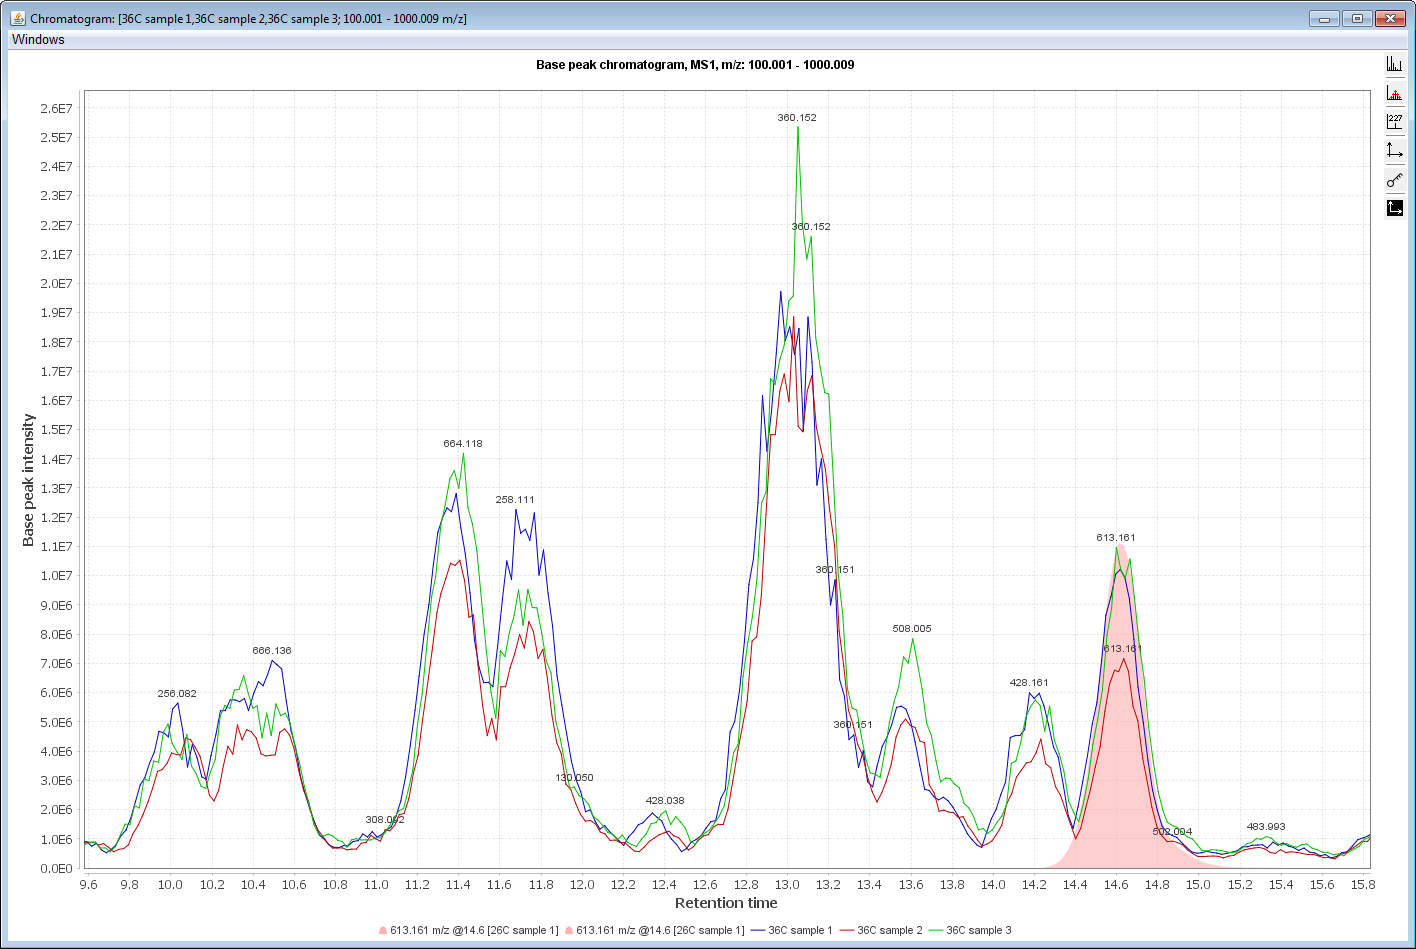 Chromatogram: [36C sample 1,36C sample 2,36C sample 3; 100.001 - 1000.009 m/z]
Windows
Base peak chromatogram, MS1, m/z: 100.001 - 1000.009
227
2.6E7
2.5E7
2.4E7
2.3E7
2.2E7
2.1E7
2.0E7
1.9E7
1.8E7
1.7E7
1.6E7
1.5E7
1.4E7
1.3E7
1.2E7
1.1E7
1.0E7
9.0E6
8.0E6
7.0E6
6.0E6
5.0E6
4.0E6
3.0E6
2.0E6
1.0E6
0.0E0
Base peak intensity
360.152
360.152
664.118
258.111
613.161
360.151
508.005
613.161
666.136
428.161
256.082
360.151
130.050
428.038
308.092
502.004
483.993
9.6 9.8 10.0 10.2 10.4 10.6 10.8 11.0 11.2 11.4 11.6 11.8 12.0 12.2 12.4 12.6 12.8 13.0 13.2 13.4 13.6 13.8 14.0 14.2 14.4 14.6 14.8 15.0 15.2 15.4 15.6 15.8
Retention time
613.161 m/z @14.6 [26C sample 1] 613.161 m/z @14.6 [26C sample 1] 36C sample 1 36C sample 2 36C sample 3